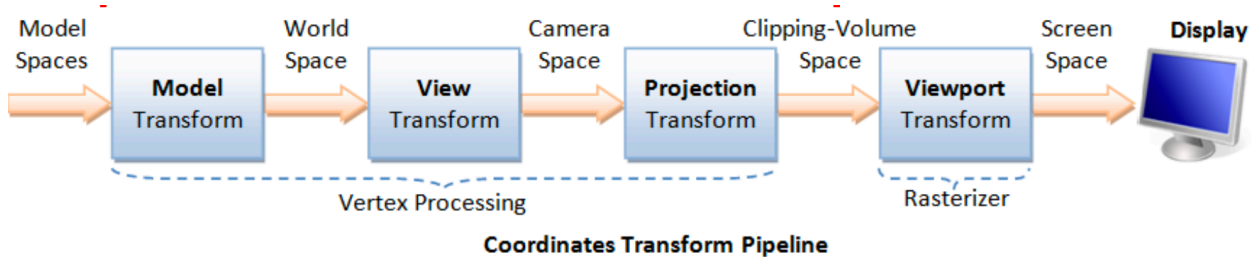 Model
Spaces
World
Space
Camera
Space
Clipping-Volume
Space
Screen
Space
Display
Model
Transform
View
Transform
Projection
Transform
Viewport
Transform
Vertex Processing
Rasterizer
Coordinates Transform Pipeline